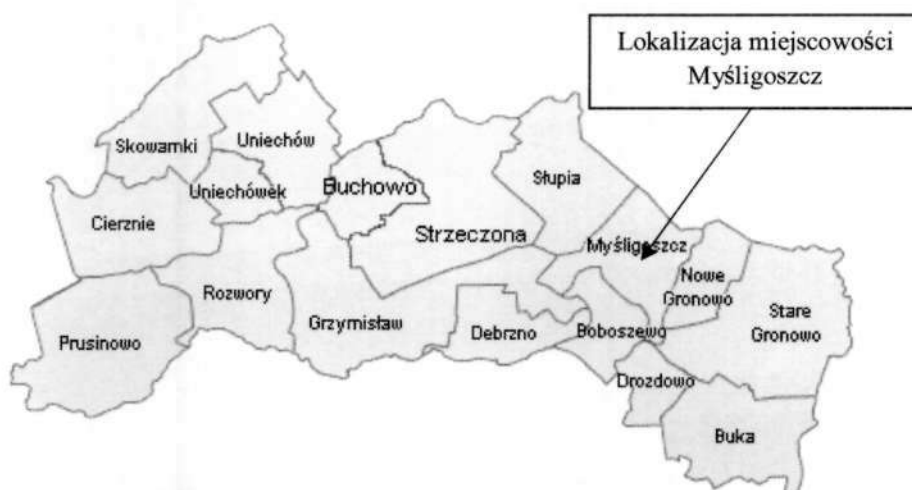 Lokalizacja miejscowości
Myśligoszcz
Skowarnki
Uniechów
Uniechówek
Buchowo
Słupia
Cierznie
Strzeczona
Myśligoszcz
Nowe
Gronowo
Rozwory
Grzymisław
Debrzno
Boboszewo
Stare
Gronowo
Prusinowo
Drozdowo
Buka